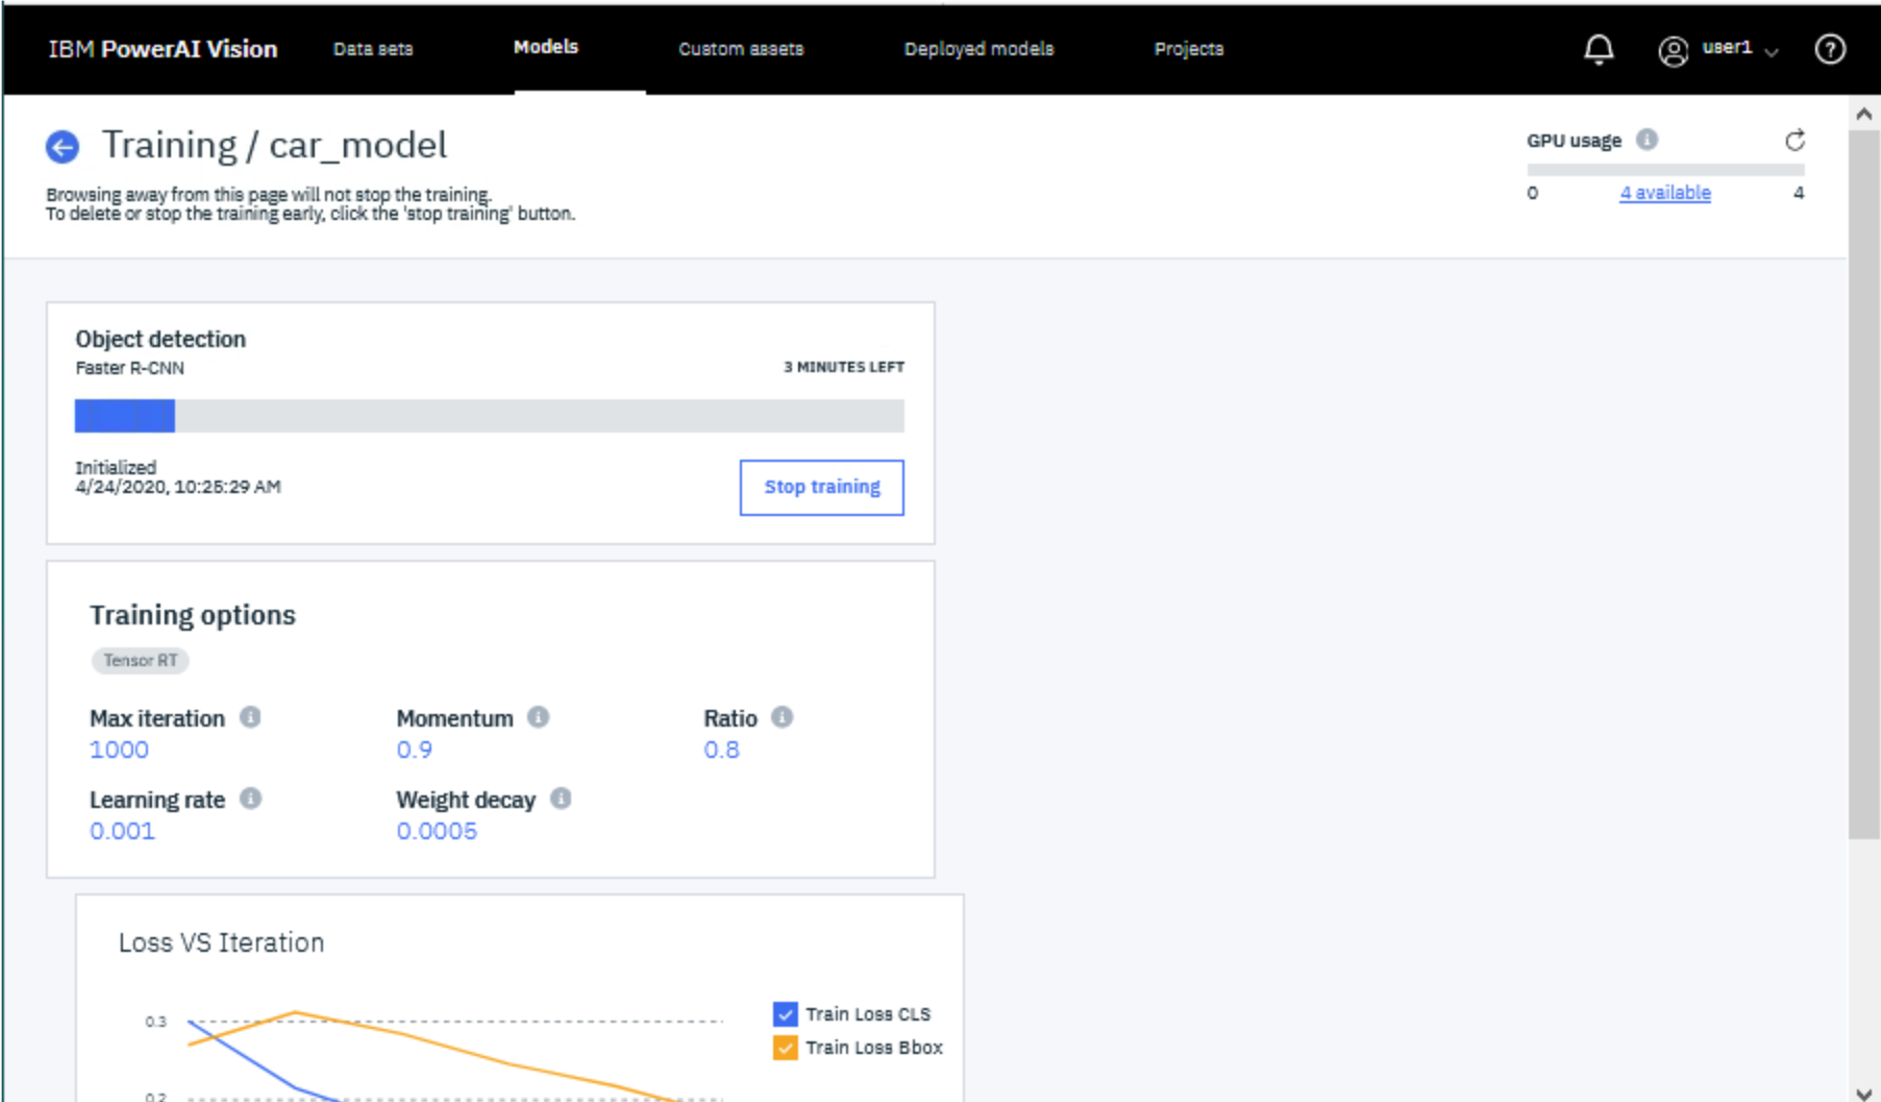 IBM PowerAI Vision Data sets Models Custom assets Deployed models Projects user1
Training / car_model
Browsing away from this page will not stop the training.
To delete or stop the training early, click the 'stop training' button.
GPU usage
0 4 available 4
Object detection
Faster R-CNN
3 MINUTES LEFT
Initialized
4/24/2020, 10:25:29 AM
Stop training
Training options
Tensor RT
Max iteration Momentum Ratio
1000 0.9 0.8
Learning rate Weight decay
0.001 0.0005
Loss VS Iteration
0.3
Train Loss CLS
Train Loss Bbox
0.2